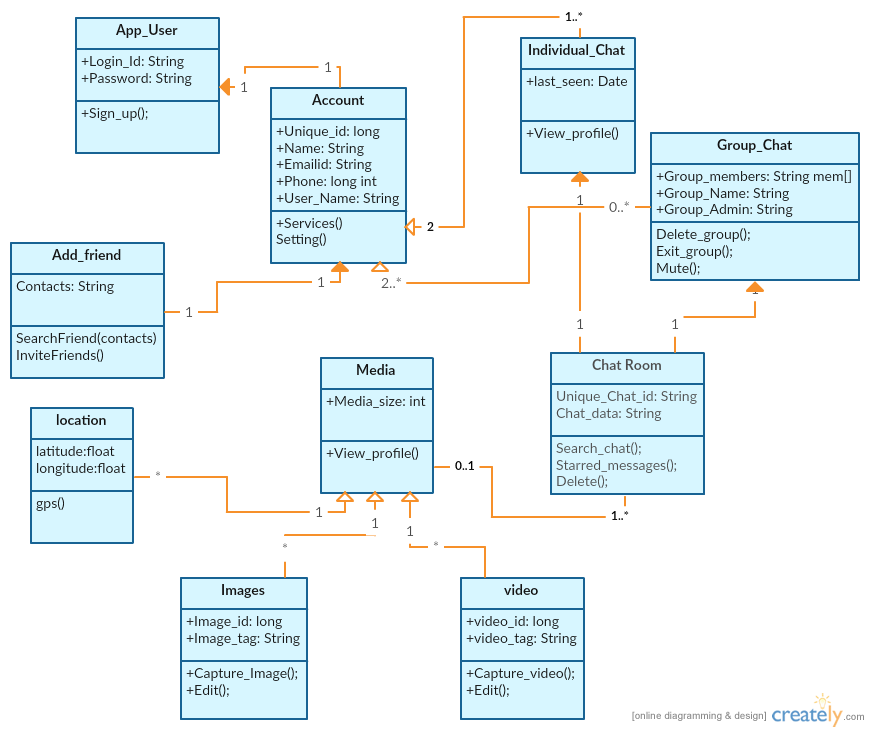 App_User
+Login_Id: String
+Password: String
+Sign_up();
1
1
Account
+Unique_id: long
+Name: String
+Emailid: String
+Phone: long int
+User_Name: String
+Services()
Setting()
1..*
Individual_Chat
+last_seen: Date
+View_profile()
2
1
Group_Chat
+Group_members: String mem[]
+Group_Name: String
+Group_Admin: String
Delete_group();
Exit_group();
Mute();
0..*
2..*
Add_friend
Contacts: String
SearchFriend(contacts)
InviteFriends()
1
1
1
1
1
Chat Room
Unique_Chat_id: String
Chat_data: String
Search_chat();
Starred_messages();
Delete();
Media
+Media_size: int
+View_profile()
0..1
1..*
location
latitude:float
longitude:float
gps()
*
1
1
1
*
*
Images
+Image_id: long
+Image_tag: String
+Capture_Image();
+Edit();
video
+video_id: long
+video_tag: String
+Capture_video();
+Edit();
[online diagramming & design] creately.com